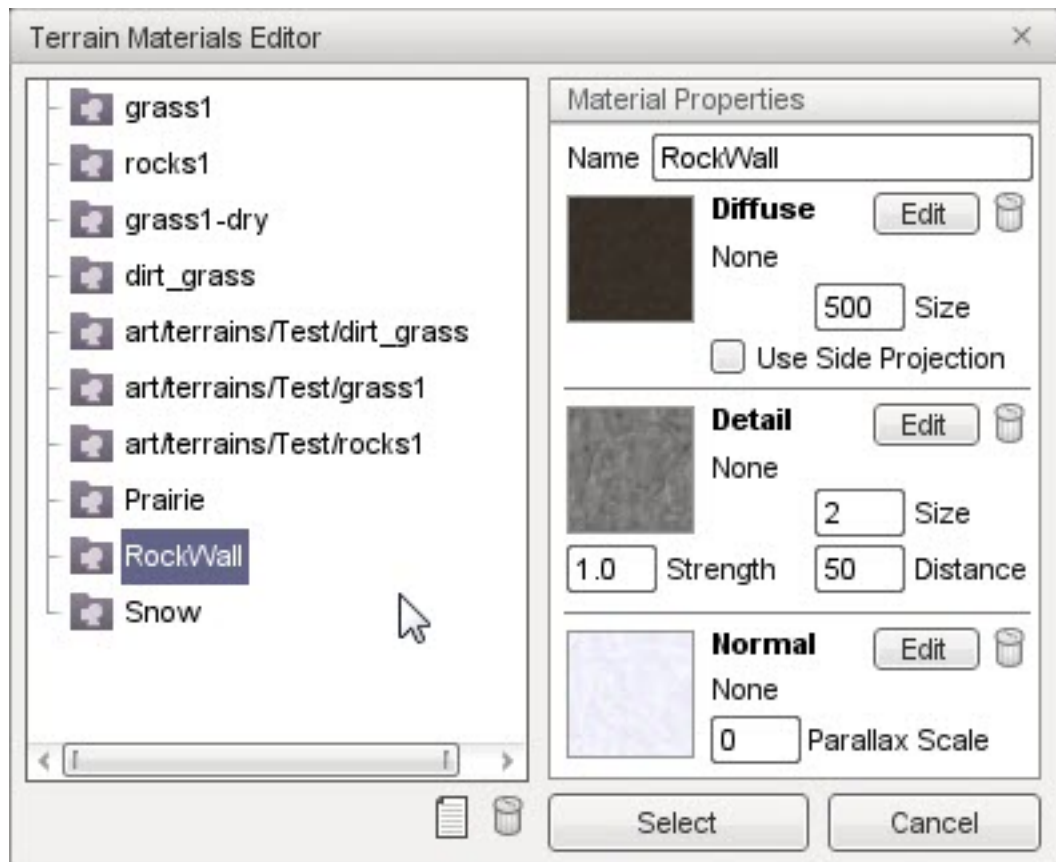 Terrain Materials Editor
grass1
rocks1
grass1-dry
dirt_grass
art/terrains/Test/dirt_grass
art/terrains/Test/grass1
art/terrains/Test/rocks1
Prairie
RockWall
Snow
Material Properties
Name RockWall
Diffuse Edit
None
500 Size
Use Side Projection
Detail Edit
None
2 Size
1.0 Strength 50 Distance
Normal Edit
None
0 Parallax Scale
Select Cancel